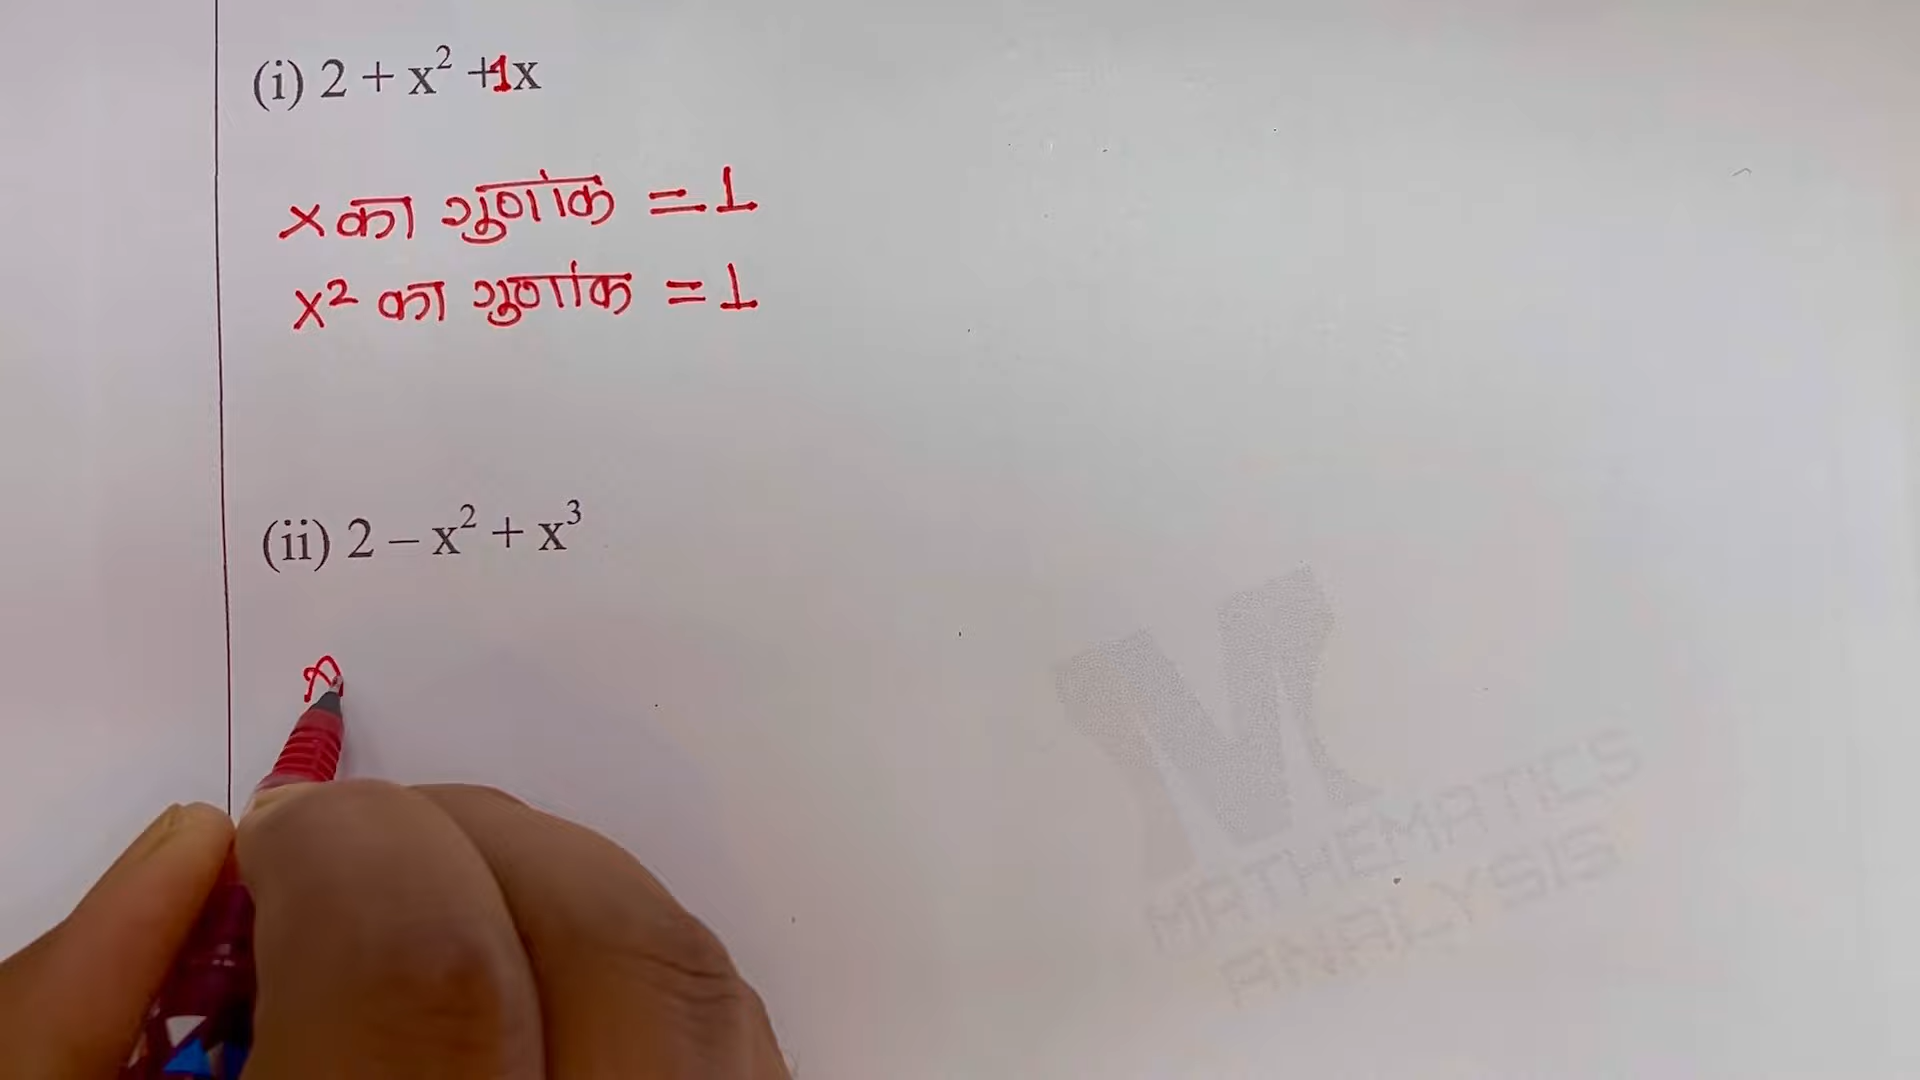 (i) 2 + x² +1x
x का गुणांक = 1
x² का गुणांक = 1
(ii) 2 – x² + x³
MATHEMATICS
ANALYSIS